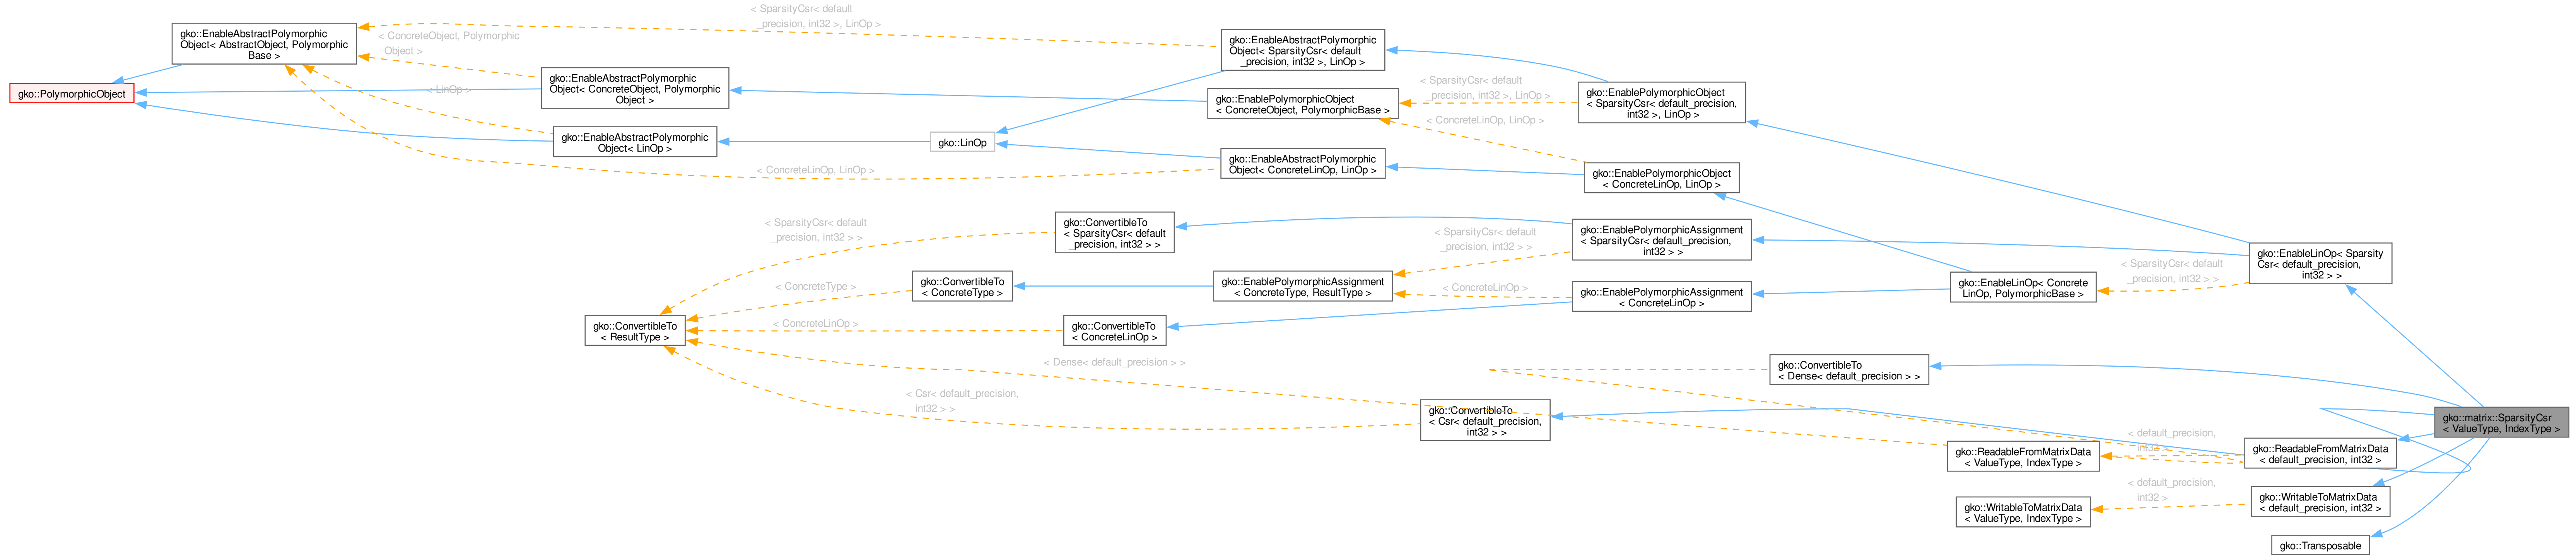 gko::PolymorphicObject
gko::EnableAbstractPolymorphic
Object< AbstractObject, Polymorphic
Base >
< SparsityCsr< default
_precision, int32 >, LinOp >
< ConcreteObject, Polymorphic
Object >
gko::EnableAbstractPolymorphic
Object< ConcreteObject, Polymorphic
Object >
< LinOp >
gko::EnableAbstractPolymorphic
Object< LinOp >
< ConcreteLinOp, LinOp >
gko::LinOp
gko::EnableAbstractPolymorphic
Object< SparsityCsr< default
_precision, int32 >, LinOp >
gko::EnablePolymorphicObject
< ConcreteObject, PolymorphicBase >
gko::EnableAbstractPolymorphic
Object< ConcreteLinOp, LinOp >
< SparsityCsr< default
_precision, int32 >, LinOp >
< ConcreteLinOp, LinOp >
gko::EnablePolymorphicObject
< SparsityCsr< default_precision,
int32 >, LinOp >
gko::EnablePolymorphicObject
< ConcreteLinOp, LinOp >
gko::ConvertibleTo
< ResultType >
< SparsityCsr< default
_precision, int32 > >
< ConcreteType >
< ConcreteLinOp >
< Dense< default_precision > >
< Csr< default_precision,
int32 > >
gko::ConvertibleTo
< SparsityCsr< default
_precision, int32 > >
gko::ConvertibleTo
< ConcreteType >
gko::ConvertibleTo
< ConcreteLinOp >
gko::EnablePolymorphicAssignment
< ConcreteType, ResultType >
< SparsityCsr< default
_precision, int32 > >
< ConcreteLinOp >
gko::EnablePolymorphicAssignment
< SparsityCsr< default_precision,
int32 > >
gko::EnablePolymorphicAssignment
< ConcreteLinOp >
gko::EnableLinOp< Concrete
LinOp, PolymorphicBase >
< SparsityCsr< default
_precision, int32 > >
gko::EnableLinOp< Sparsity
Csr< default_precision,
int32 > >
gko::ConvertibleTo
< Dense< default_precision > >
gko::ConvertibleTo
< Csr< default_precision,
int32 > >
gko::matrix::SparsityCsr
< ValueType, IndexType >
gko::ReadableFromMatrixData
< ValueType, IndexType >
< default_precision,
int32 >
gko::ReadableFromMatrixData
< default_precision, int32 >
gko::WritableToMatrixData
< ValueType, IndexType >
< default_precision,
int32 >
gko::WritableToMatrixData
< default_precision, int32 >
gko::Transposable